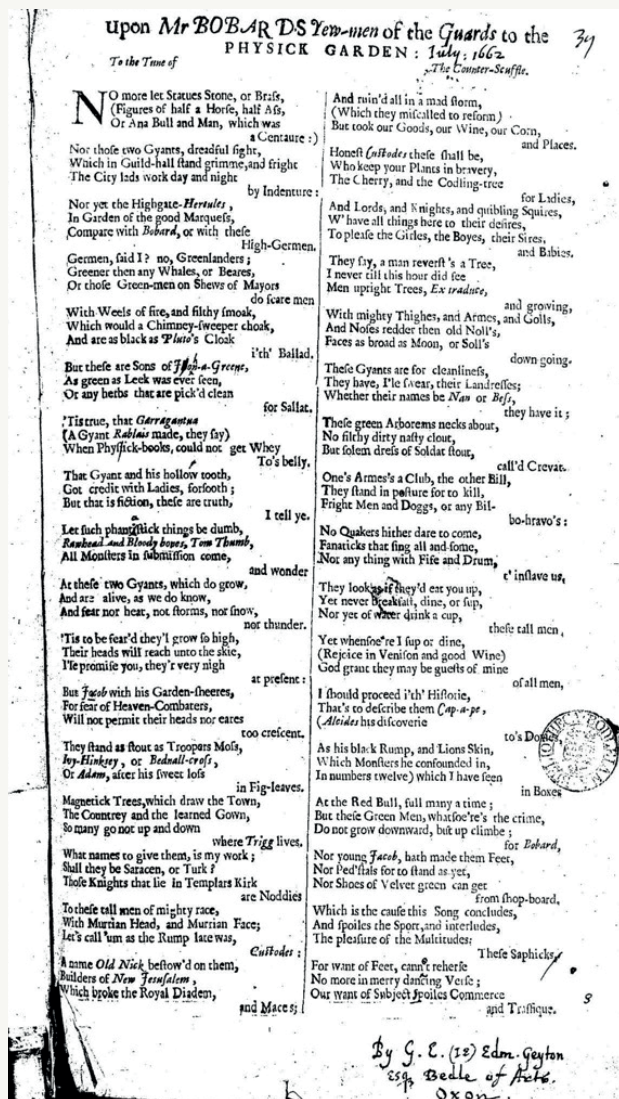 upon Mr BOBARDS Yew-men of the Guards to the
PHYSICK GARDEN: July, 1662
39
To the Tune of
The Counter-Scuffle.
NO more let Statues Stone, or Brass,
(Figures of half a Horse, half Ass,
Or Ana Bull and Man, which was
a Centaure:)
Nor those two Gyants, dreadful sight,
Which in Guild-hall stand grimme, and fright
The City lads work day and night
by Indenture:
Nor yet the Highgate-Hercules,
In Garden of the good Marquess,
Compare with Bobard, or with these
High-Germen.
Germen, said I? no, Greenlanders;
Greener then any Whales, or Beares,
Or those Green-men on Shews of Mayors
do scare men
With Weels of fire, and filthy smoak,
Which would a Chimney-sweeper choak,
And are as black as Pluto's Cloak
i'th' Ballad.
But these are Sons of Jhon-a-Greene,
As green as Leek was ever seen,
Or any herbs that are pick'd clean
for Sallat.
'Tis true, that Garragantua
(A Gyant Rablais made, they say)
When Physick-books, could not get Whey
To's belly.
That Gyant and his hollow tooth,
Got credit with Ladies, forsooth;
But that is fiction, these are truth,
I tell ye.
Let such phantastick things be dumb,
Rawhead and Bloody bones, Tom Thumb,
All Monsters in submission come,
and wonder
At these two Gyants, which do grow,
And are alive, as we do know,
And fear nor hear, not storms, nor snow,
nor thunder.
'Tis to be fear'd they'l grow so high,
Their heads will reach unto the skie,
I'le promise you, they'r very nigh
at present:
But Jacob with his Garden-sheeres,
For fear of Heaven-Combaters,
Will not permit their heads nor eares
too crescent.
They stand as stout as Troopers Moss,
Ivy-Hinksey, or Bednall-cross,
Or Adam, after his sweet loss
in Fig-leaves.
Magnetick Trees, which draw the Town,
The Countrey and the learned Gown,
So many go not up and down
where Trigg lives.
What names to give them, is my work;
Shall they be Saracen, or Turk?
Those Knights that lie in Templars Kirk
are Noddies
To these tall men of mighty race,
With Murrian Head, and Murrian Face;
Let's call 'um as the Rump late was,
Custodes:
A name Old Nick bestow'd on them,
Builders of New Jerusalem,
Which broke the Royal Diadem,
and Maces;
And ruin'd all in a mad storm,
(Which they miscalled to reform)
But took our Goods, our Wine, our Corn,
and Places.
Honest Custodes these shall be,
Who keep your Plants in bravery,
The Cherry, and the Codling-tree
for Ladies,
And Lords, and Knights, and quibling Squires,
W'have all things here to their desires,
To please the Girles, the Boyes, their Sires,
and Babies.
They say, a man reverst 's a Tree,
I never till this hour did see
Men upright Trees, Ex traduce,
and growing,
With mighty Thighes, and Armes, and Golls,
And Noses redder then old Noll's,
Faces as broad as Moon, or Soll's
down-going.
These Gyants are for cleanliness,
They have, I'le swear, their Landresses;
Whether their names be Nan or Bess,
they have it;
These green Arborems necks about,
No filthy dirty nasty clout,
But solem dress of Soldat stout,
call'd Crevat.
One's Armes's a Club, the other Bill,
They stand in posture for to kill,
Fright Men and Doggs, or any Bil-
bo-bravo's:
No Quakers hither dare to come,
Fanaticks that sing all and some,
Nor any thing with Fife and Drum,
t' inslave us,
They look as if they'd eat you up,
Yet never breakfast, dine, or sup,
Nor yet of water drink a cup,
these tall men,
Yet whensoe're I sup or dine,
(Rejoice in Venison and good Wine)
God grant they may be guests of mine
of all men,
I should proceed i'th' Historie,
That's to describe them Cap-a-pe,
(Alcides his discoverie
to's Dones,
As his black Rump, and Lions Skin,
Which Monsters he confounded in,
In numbers twelve) which I have seen
in Boxes
At the Red Bull, full many a time;
But these Green Men, whatsoe're's the crime,
Do not grow downward, but up climbe;
for Bobard,
Nor young Jacob, hath made them Feet,
Nor Ped'stals for to stand as yet,
Nor Shoes of Velvet green can get
from shop-board.
Which is the cause this Song concludes,
And spoiles the Sport, and interludes,
The pleasure of the Multitudes:
These Saphicks,
For want of Feet, cannot reherse
No more in merry dancing Verse;
Our want of Subject spoiles Commerce
and Traffique.
8
By G. E. (12) Edm. Geyton
Esq. Bedle of Arts.
Oxon